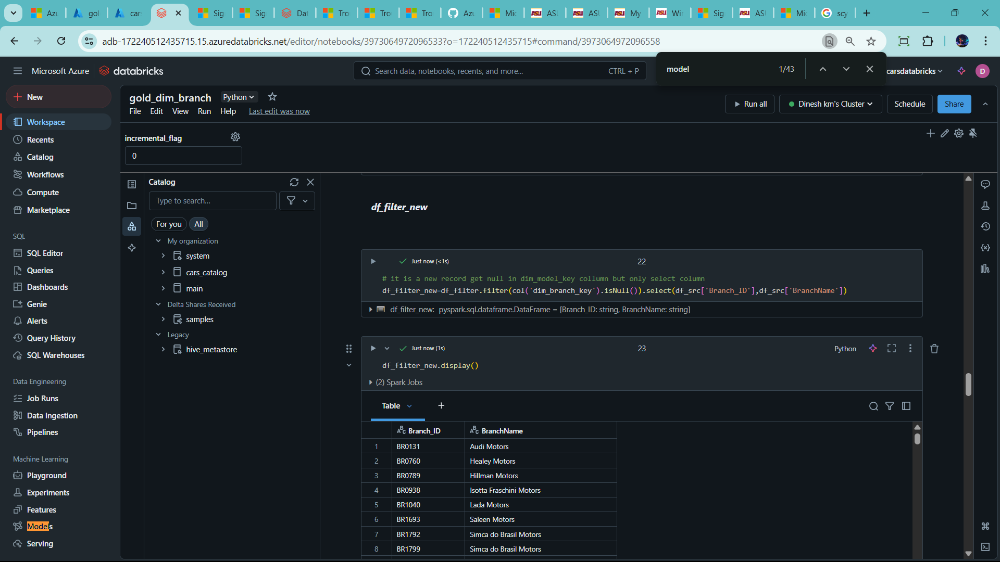 Azu
gol
car
Sig
Sig
Dat
Tro
Tro
Tro
Azu
Mic
ASU
ASU
My
Win
Sig
ASU
Mic
scy
adb-172240512435715.15.azuredatabricks.net/editor/notebooks/3973064972096533?o=172240512435715#command/3973064972096558
model 1/43
Microsoft Azure databricks
Search data, notebooks, recents, and more... CTRL + P
carsdatabricks
D
New
Workspace
Recents
Catalog
Workflows
Compute
Marketplace
SQL
SQL Editor
Queries
Dashboards
Genie
Alerts
Query History
SQL Warehouses
Data Engineering
Job Runs
Data Ingestion
Pipelines
Machine Learning
Playground
Experiments
Features
Models
Serving
gold_dim_branch Python
File Edit View Run Help Last edit was now
Run all Dinesh km's Cluster Schedule Share
incremental_flag
0
Catalog
Type to search...
For you All
My organization
system
cars_catalog
main
Delta Shares Received
samples
Legacy
hive_metastore
df_filter_new
Just now (<1s) 22
# it is a new record get null in dim_model_key collumn but only select column
df_filter_new=df_filter.filter(col('dim_branch_key').isNull()).select(df_src['Branch_ID'],df_src['BranchName'])
df_filter_new: pyspark.sql.dataframe.DataFrame = [Branch_ID: string, BranchName: string]
Just now (1s) 23 Python
df_filter_new.display()
(2) Spark Jobs
Table
Branch_ID BranchName
1 BR0131 Audi Motors
2 BR0760 Healey Motors
3 BR0789 Hillman Motors
4 BR0938 Isotta Fraschini Motors
5 BR1040 Lada Motors
6 BR1693 Saleen Motors
7 BR1792 Simca do Brasil Motors
8 BR1799 Simca do Brasil Motors